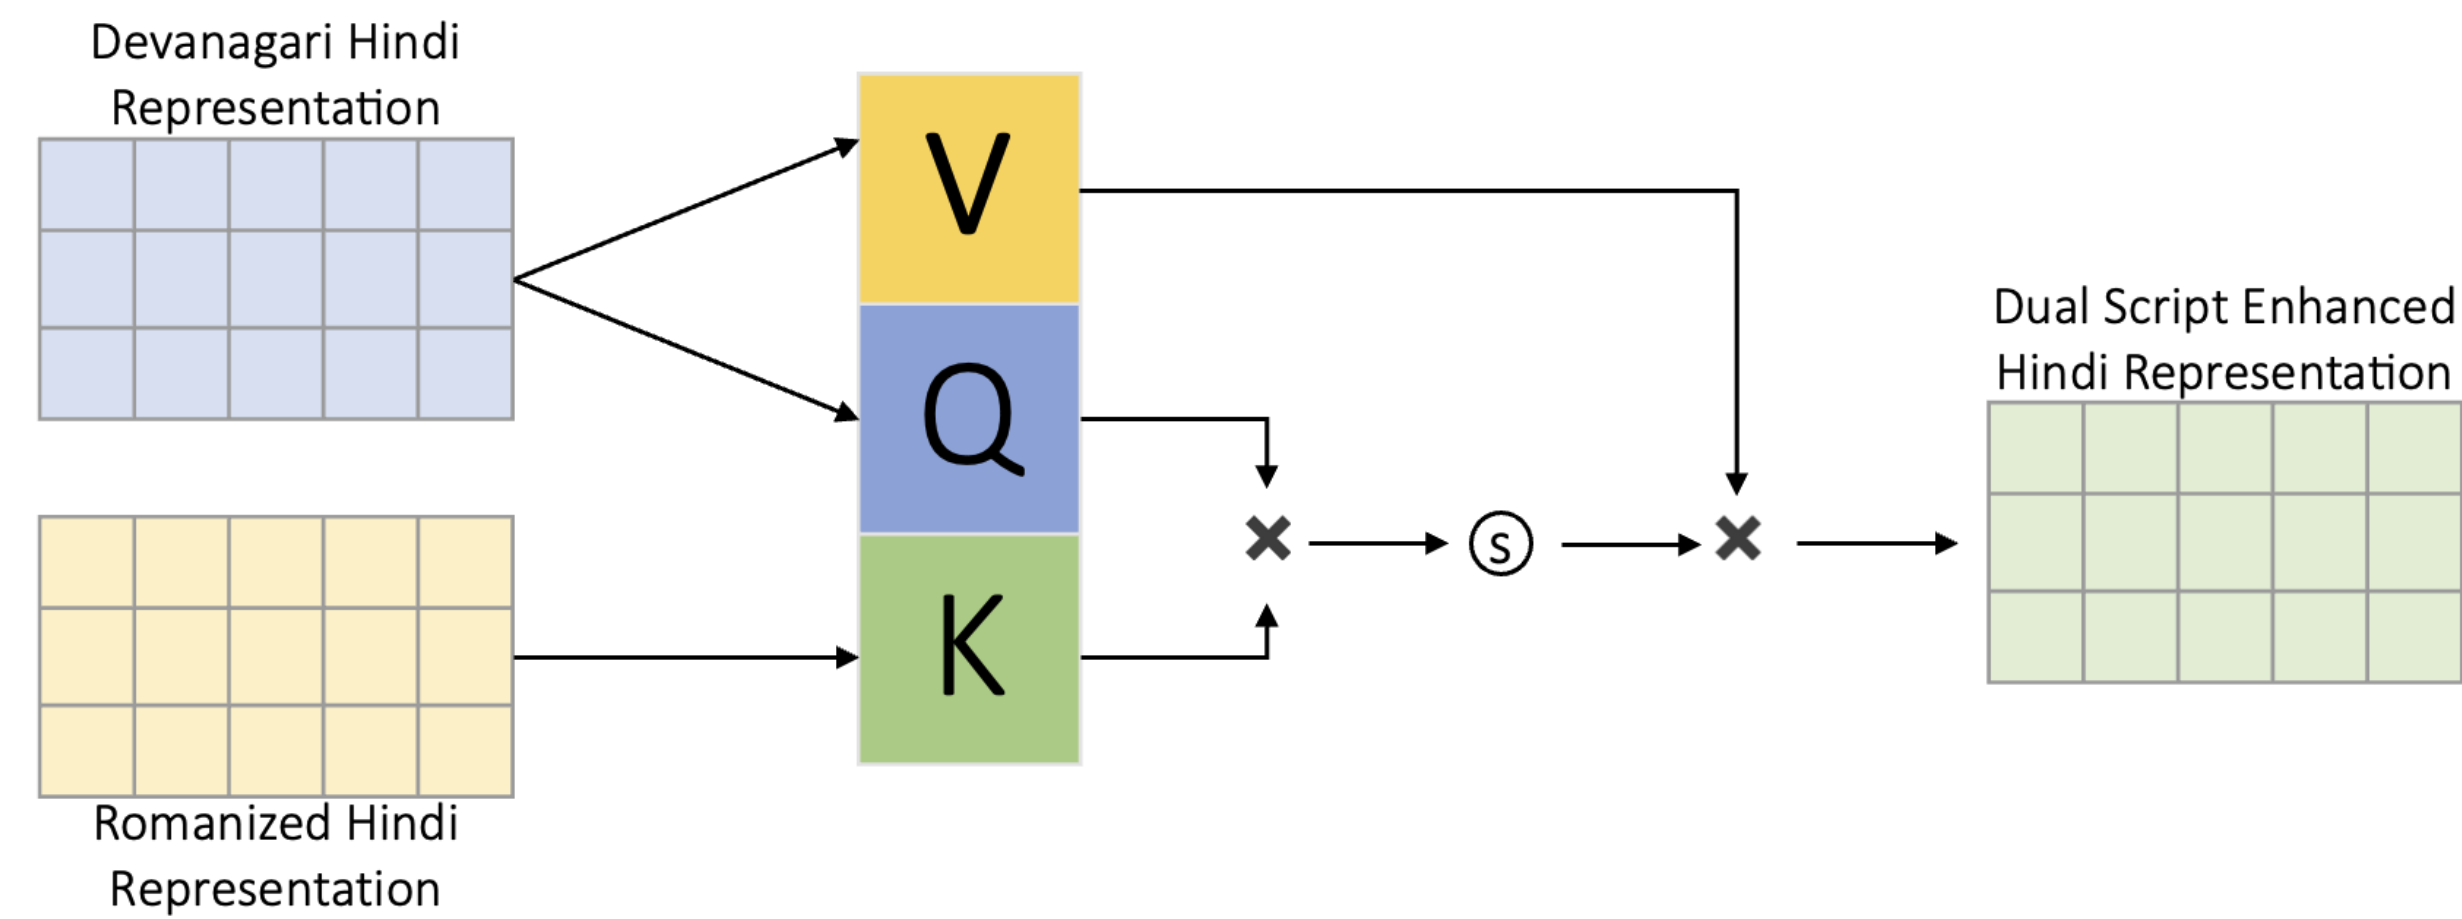 Devanagari Hindi
Representation
V
Q
K
s
Dual Script Enhanced
Hindi Representation
Romanized Hindi
Representation